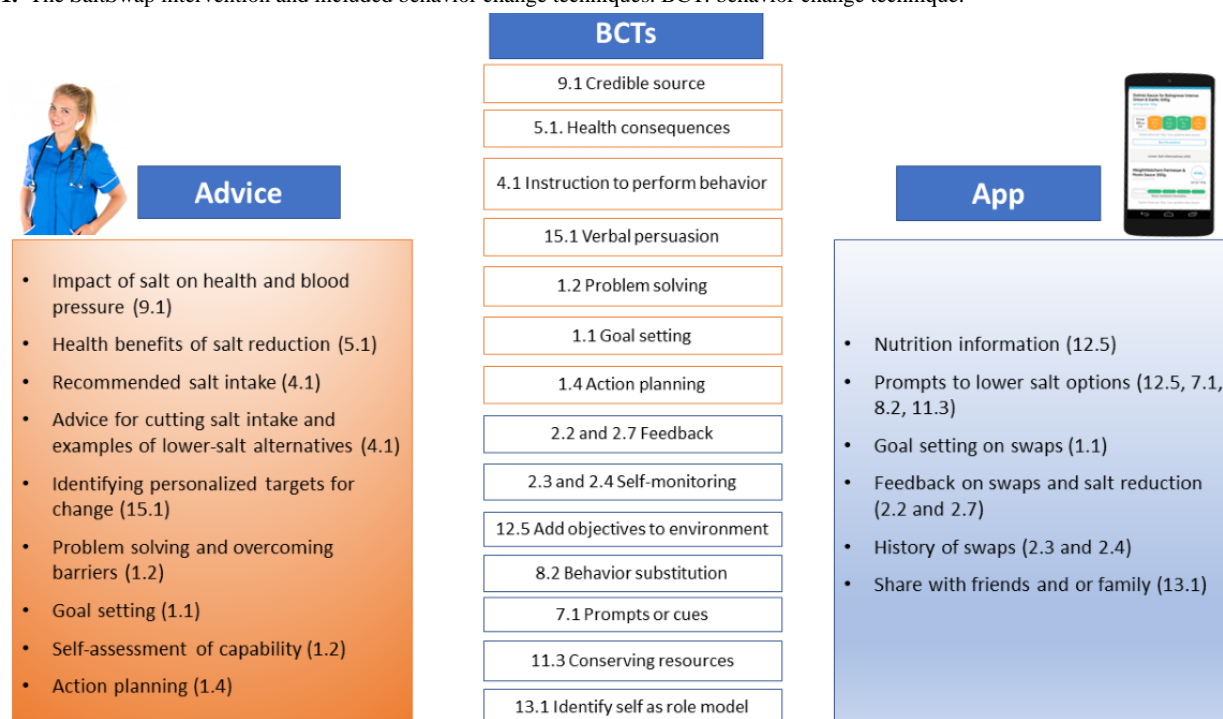 1. The SaltSwap intervention and included behavior change techniques. BCT: behavior change technique.
BCTs
9.1 Credible source
5.1. Health consequences
4.1 Instruction to perform behavior
15.1 Verbal persuasion
1.2 Problem solving
1.1 Goal setting
1.4 Action planning
2.2 and 2.7 Feedback
2.3 and 2.4 Self-monitoring
12.5 Add objectives to environment
8.2 Behavior substitution
7.1 Prompts or cues
11.3 Conserving resources
13.1 Identify self as role model
Advice
• Impact of salt on health and blood
pressure (9.1)
• Health benefits of salt reduction (5.1)
• Recommended salt intake (4.1)
• Advice for cutting salt intake and
examples of lower-salt alternatives (4.1)
• Identifying personalized targets for
change (15.1)
• Problem solving and overcoming
barriers (1.2)
• Goal setting (1.1)
• Self-assessment of capability (1.2)
• Action planning (1.4)
App
• Nutrition information (12.5)
• Prompts to lower salt options (12.5, 7.1,
8.2, 11.3)
• Goal setting on swaps (1.1)
• Feedback on swaps and salt reduction
(2.2 and 2.7)
• History of swaps (2.3 and 2.4)
• Share with friends and or family (13.1)